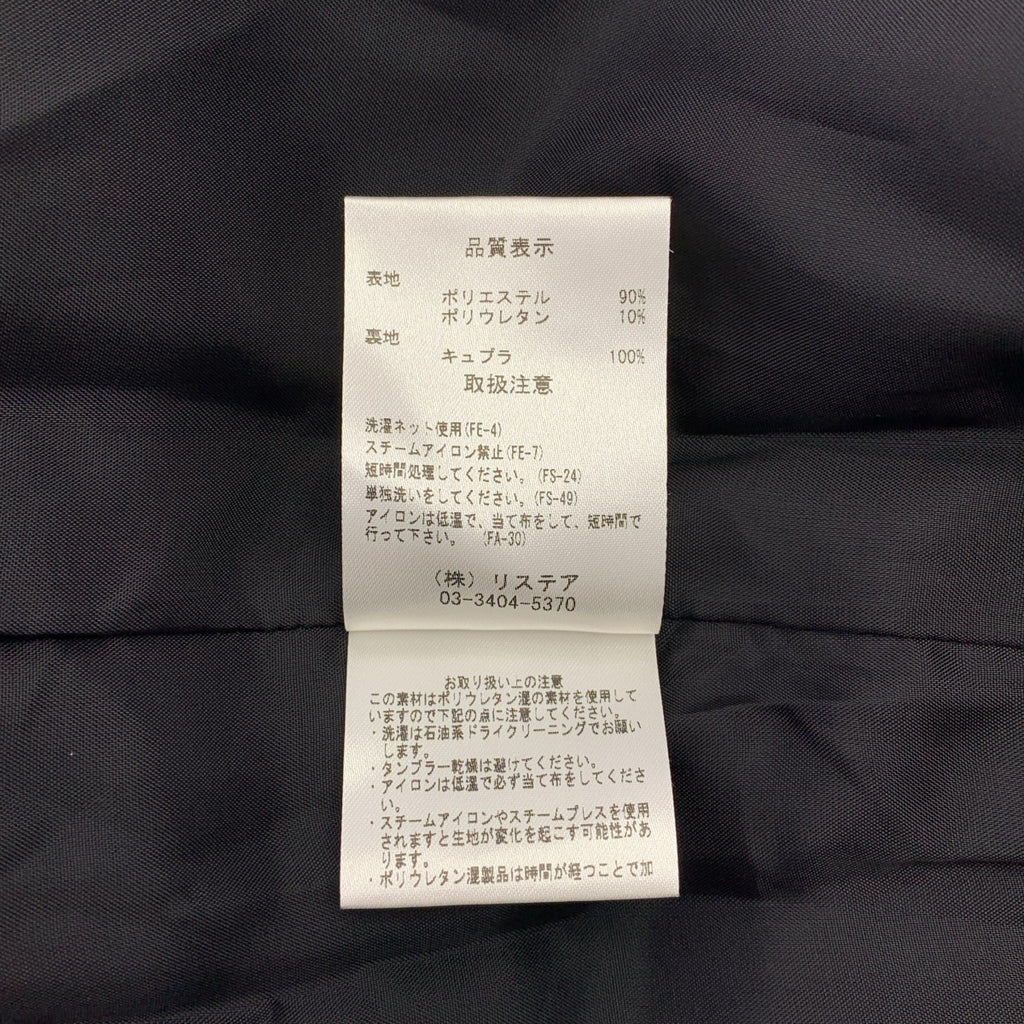 品質表示
表地
ポリエステル 90%
ポリウレタン 10%
裏地
キュプラ 100%
取扱注意
洗濯ネット使用(FE-4)
スチームアイロン禁止(FE-7)
短時間処理してください。(FS-24)
単独洗いをしてください。(FS-49)
アイロンは低温で、当て布をして、短時間で
行って下さい。 (FA-30)
(株) リステア
03-3404-5370
お取り扱い上の注意
この素材はポリウレタン混の素材を使用して
いますので下記の点に注意してください。
・洗濯は石油系ドライクリーニングでお願い
します。
・タンブラー乾燥は避けてください。
・アイロンは低温で必ず当て布をしてくださ
い。
・スチームアイロンやスチームプレスを使用
されますと生地が変化を起こす可能性があ
ります。
・ポリウレタン混製品は時間が経つことで加